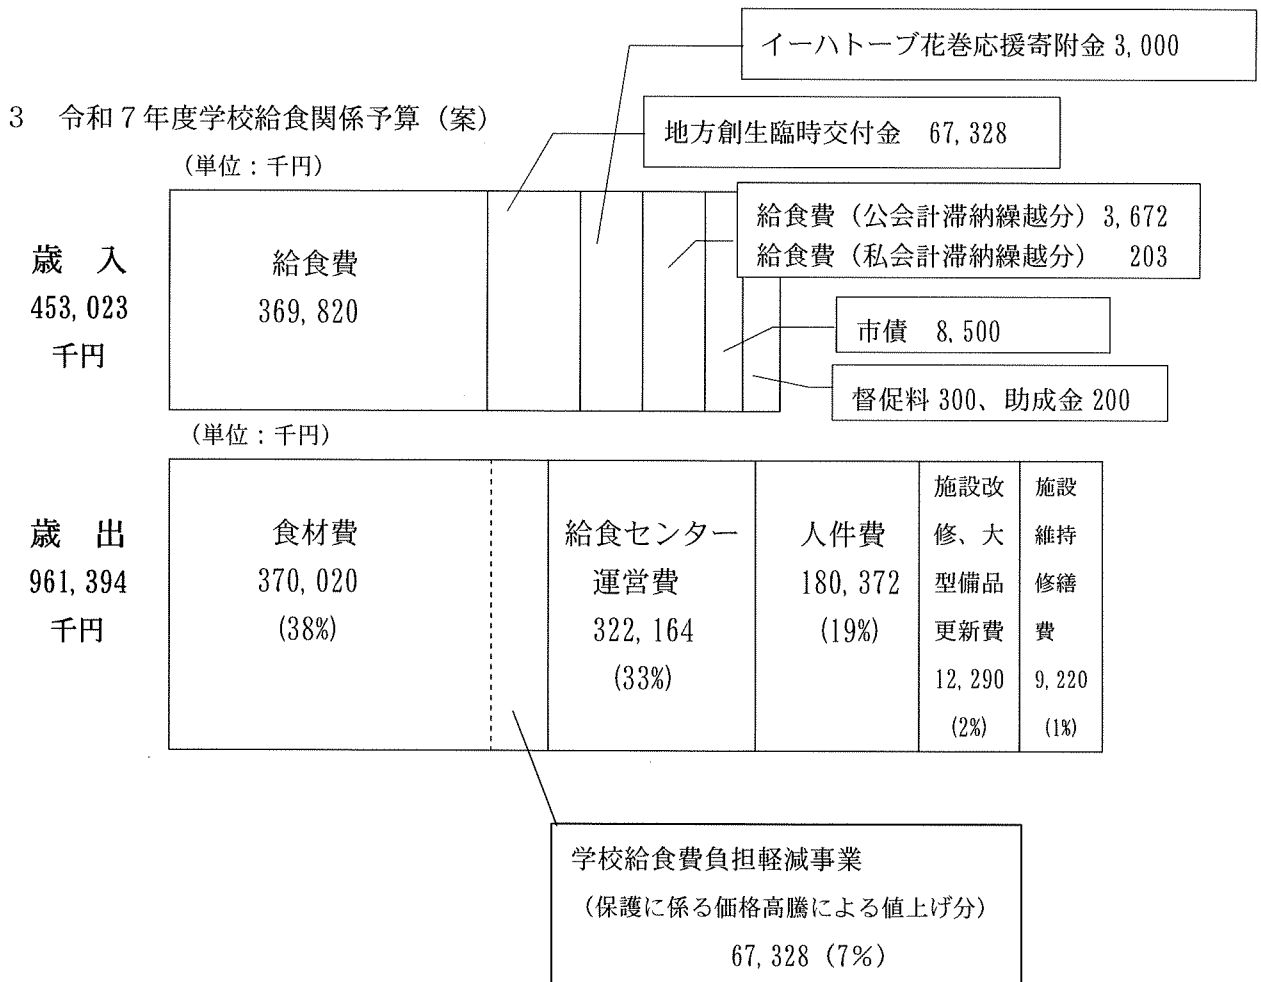 イーハトーブ花巻応援寄附金 3,000
3 令和7年度学校給食関係予算（案）
地方創生臨時交付金 67,328
（単位：千円）
給食費（公会計滞納繰越分）3,672
給食費（私会計滞納繰越分） 203
歳 入
453,023
千円
給食費
369,820
市債 8,500
督促料 300、助成金 200
（単位：千円）
歳 出
961,394
千円
食材費
370,020
(38%)
給食センター
運営費
322,164
(33%)
人件費
180,372
(19%)
施設改
修、大
型備品
更新費
12,290
(2%)
施設
維持
修繕
費
9,220
(1%)
学校給食費負担軽減事業
（保護に係る価格高騰による値上げ分）
67,328（7%）